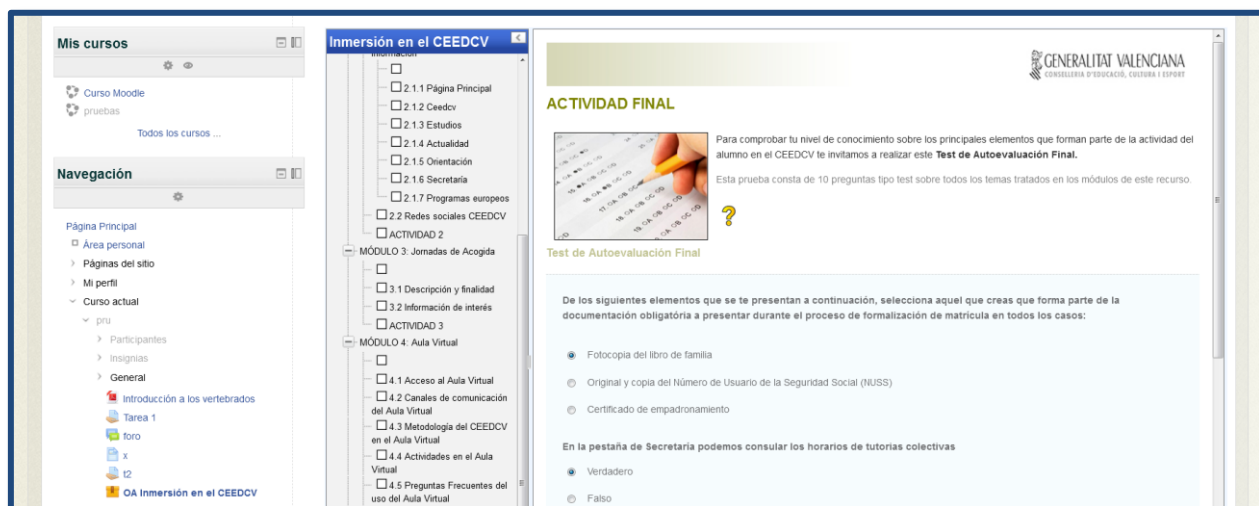 Mis cursos
Curso Moodle
pruebas
Todos los cursos ...
Navegación
Página Principal
Área personal
Páginas del sitio
Mi perfil
Curso actual
pru
Participantes
Insignias
General
Introducción a los vertebrados
Tarea 1
foro
x
t2
OA Inmersión en el CEEDCV
Inmersión en el CEEDCV
información
2.1.1 Página Principal
2.1.2 Ceedcv
2.1.3 Estudios
2.1.4 Actualidad
2.1.5 Orientación
2.1.6 Secretaría
2.1.7 Programas europeos
2.2 Redes sociales CEEDCV
ACTIVIDAD 2
MÓDULO 3: Jornadas de Acogida
3.1 Descripción y finalidad
3.2 Información de interés
ACTIVIDAD 3
MÓDULO 4: Aula Virtual
4.1 Acceso al Aula Virtual
4.2 Canales de comunicación
del Aula Virtual
4.3 Metodología del CEEDCV
en el Aula Virtual
4.4 Actividades en el Aula
Virtual
4.5 Preguntas Frecuentes del
uso del Aula Virtual
GENERALITAT VALENCIANA
CONSELLERIA D'EDUCACIÓ, CULTURA I ESPORT
ACTIVIDAD FINAL
Para comprobar tu nivel de conocimiento sobre los principales elementos que forman parte de la actividad del
alumno en el CEEDCV te invitamos a realizar este Test de Autoevaluación Final.
Esta prueba consta de 10 preguntas tipo test sobre todos los temas tratados en los módulos de este recurso.
Test de Autoevaluación Final
De los siguientes elementos que se te presentan a continuación, selecciona aquel que creas que forma parte de la
documentación obligatória a presentar durante el proceso de formalización de matrícula en todos los casos:
Fotocopia del libro de familia
Original y copia del Número de Usuario de la Seguridad Social (NUSS)
Certificado de empadronamiento
En la pestaña de Secretaría podemos consular los horarios de tutorias colectivas
Verdadero
Falso